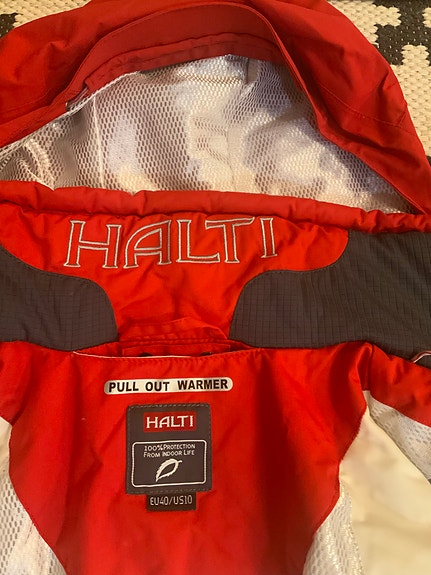 HALTI
PULL OUT WARMER
HALTI
100% PROTECTION
FROM INDOOR LIFE
EU40/US10